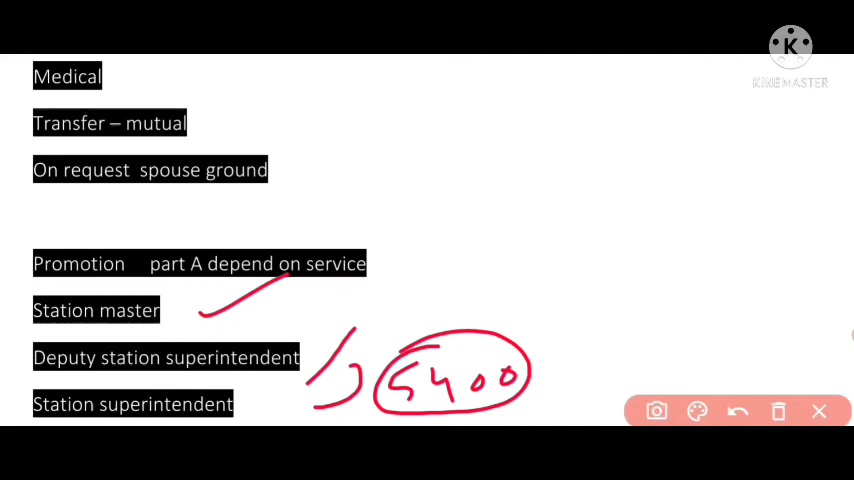 K
KINEMASTER
Medical
Transfer – mutual
On request spouse ground
Promotion part A depend on service
Station master
Deputy station superintendent
Station superintendent
5400